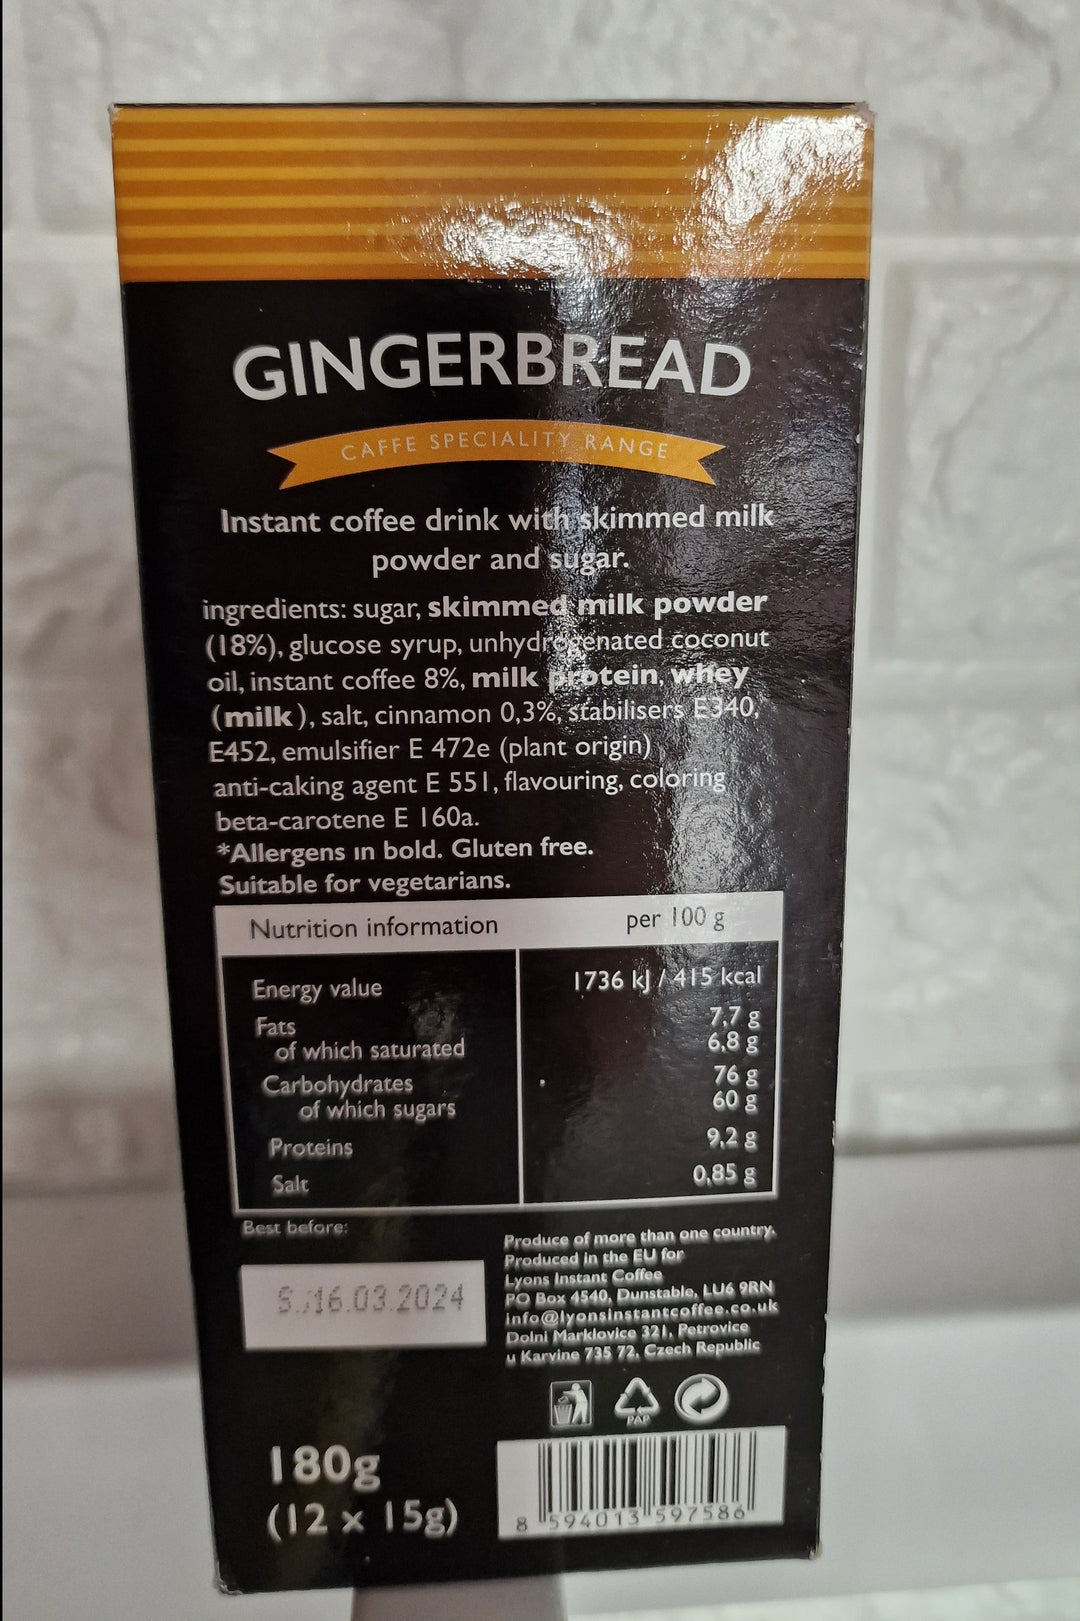 GINGERBREAD
CAFFE SPECIALITY RANGE
Instant coffee drink with skimmed milk
powder and sugar.
ingredients: sugar, skimmed milk powder
(18%), glucose syrup, unhydrogenated coconut
oil, instant coffee 8%, milk protein, whey
(milk), salt, cinnamon 0,3%, stabilisers E340,
E452, emulsifier E 472e (plant origin)
anti-caking agent E 551, flavouring, coloring
beta-carotene E 160a.
*Allergens in bold. Gluten free.
Suitable for vegetarians.
Nutrition information per 100 g
Energy value 1736 kJ / 415 kcal
Fats 7,7 g
of which saturated 6,8 g
Carbohydrates 76 g
of which sugars 60 g
Proteins 9,2 g
Salt 0,85 g
Best before:
S.:16.03.2024
Produce of more than one country.
Produced in the EU for
Lyons Instant Coffee
PO Box 4540, Dunstable, LU6 9RN
info@lyonsinstantcoffee.co.uk
Dolni Marklovice 321, Petrovice
u Karvine 735 72, Czech Republic
PAP
180g
(12 x 15g)
8 594013 597586